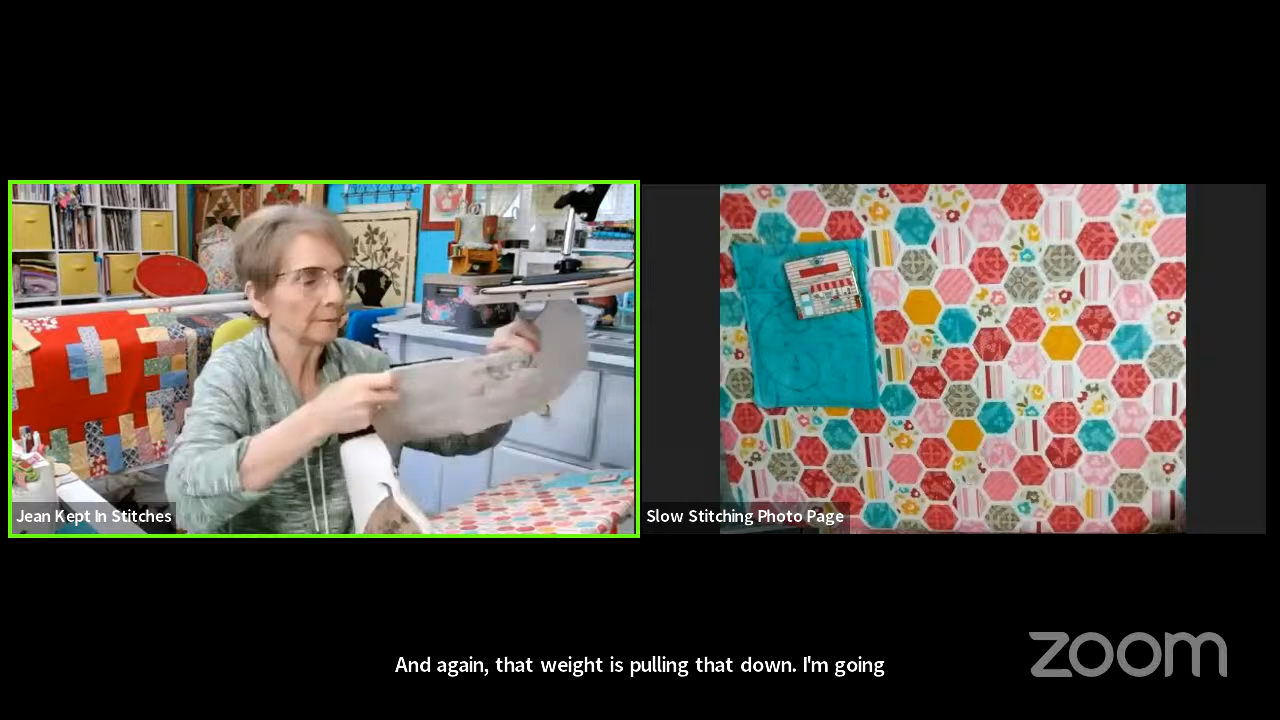 Jean Kept In Stitches
Slow Stitching Photo Page
And again, that weight is pulling that down. I'm going
zoom